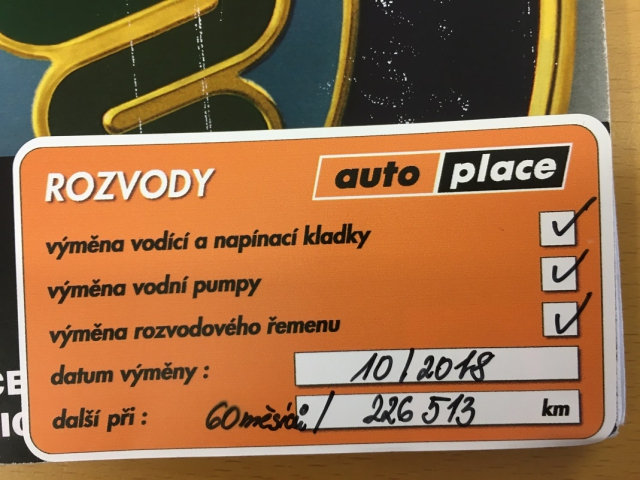 ROZVODY
auto place
výměna vodící a napínací kladky
výměna vodní pumpy
výměna rozvodového řemenu
datum výměny : 10/2018
další při : 60 měsíců / 226 513 km
CE